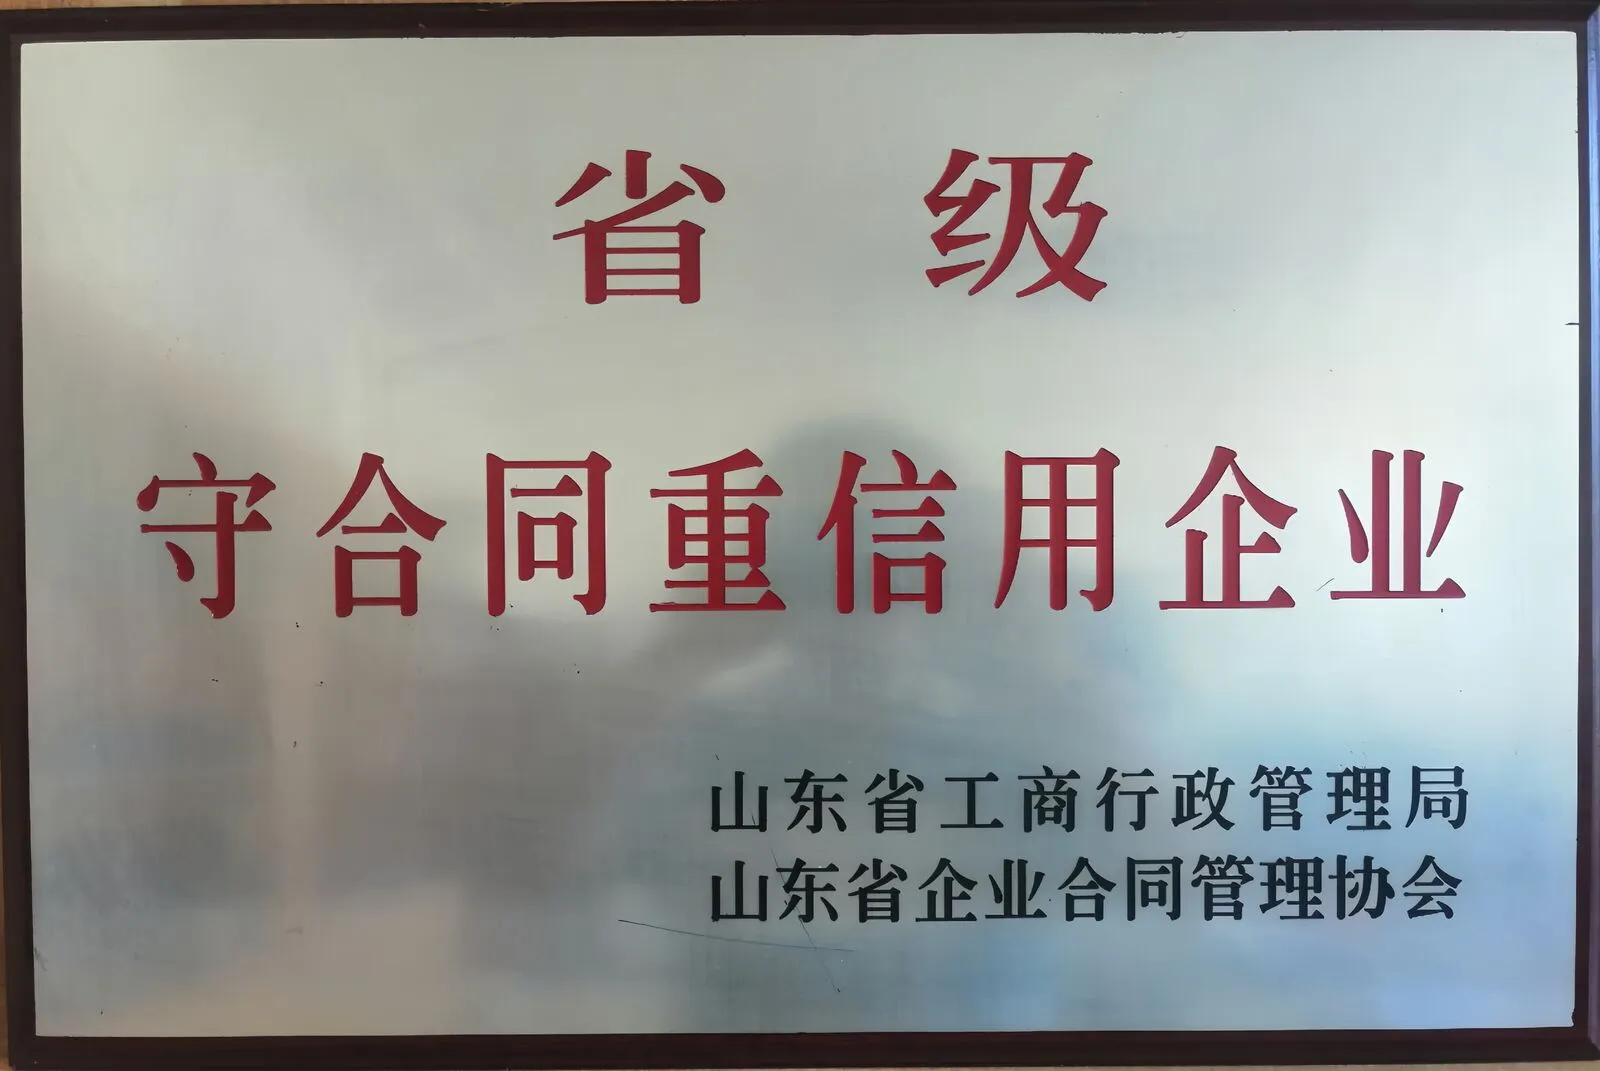 省级
守合同重信用企业
山东省工商行政管理局
山东省企业合同管理协会